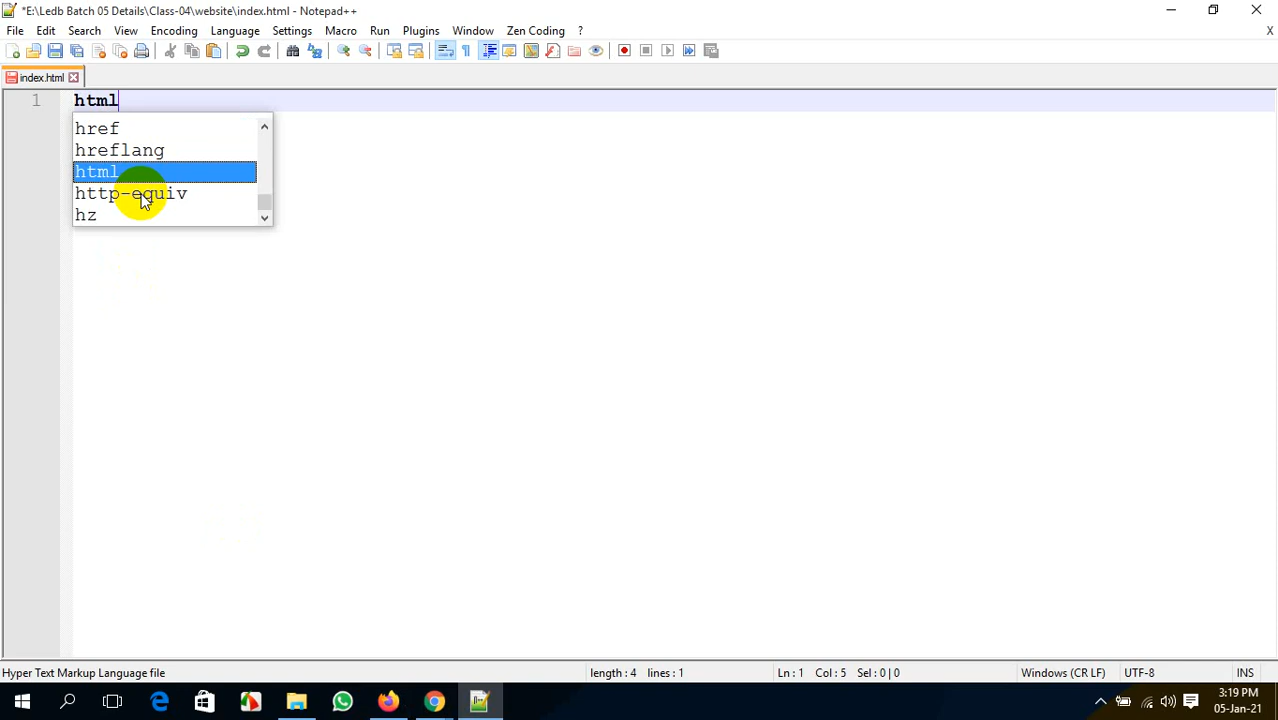 *E:\Ledb Batch 05 Details\Class-04\website\index.html - Notepad++
File Edit Search View Encoding Language Settings Macro Run Plugins Window Zen Coding ? X
index.html
1 html
href
hreflang
html
http-equiv
hz
Hyper Text Markup Language file length : 4 lines : 1 Ln : 1 Col : 5 Sel : 0 | 0 Windows (CR LF) UTF-8 INS
3:19 PM
05-Jan-21